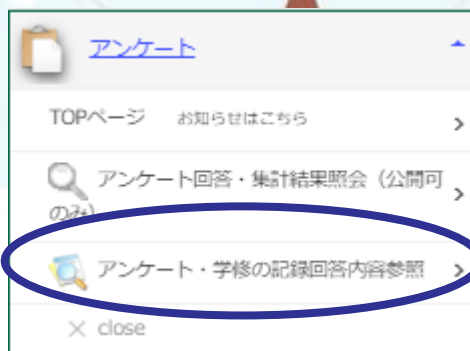 アンケート
TOPページ お知らせはこちら
アンケート回答・集計結果照会（公開可
のみ）
アンケート・学修の記録回答内容参照
× close